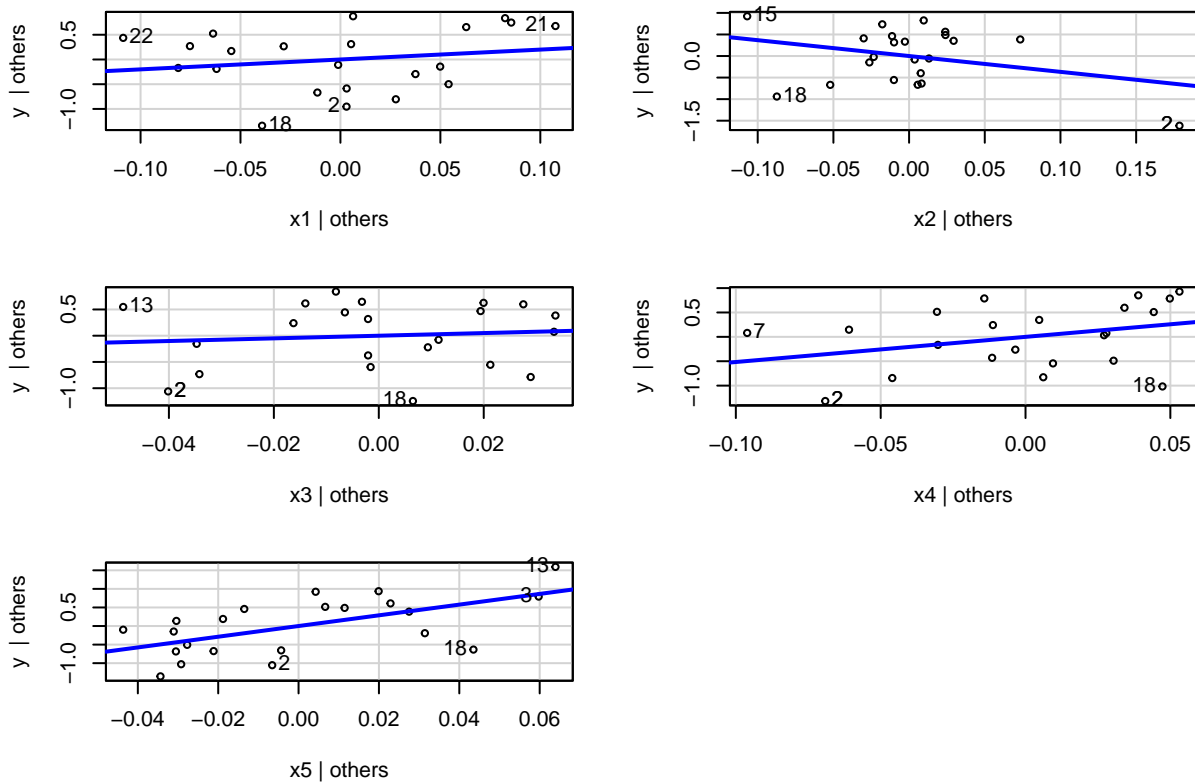 22
21
2
18
0.5
−1.0
y | others
−0.10 −0.05 0.00 0.05 0.10
x1 | others
15
18
2
0.0
−1.5
y | others
−0.10 −0.05 0.00 0.05 0.10 0.15
x2 | others
13
2
18
0.5
−1.0
y | others
−0.04 −0.02 0.00 0.02
x3 | others
7
2
18
0.5
−1.0
y | others
−0.10 −0.05 0.00 0.05
x4 | others
13
3
18
2
0.5
−1.0
y | others
−0.04 −0.02 0.00 0.02 0.04 0.06
x5 | others